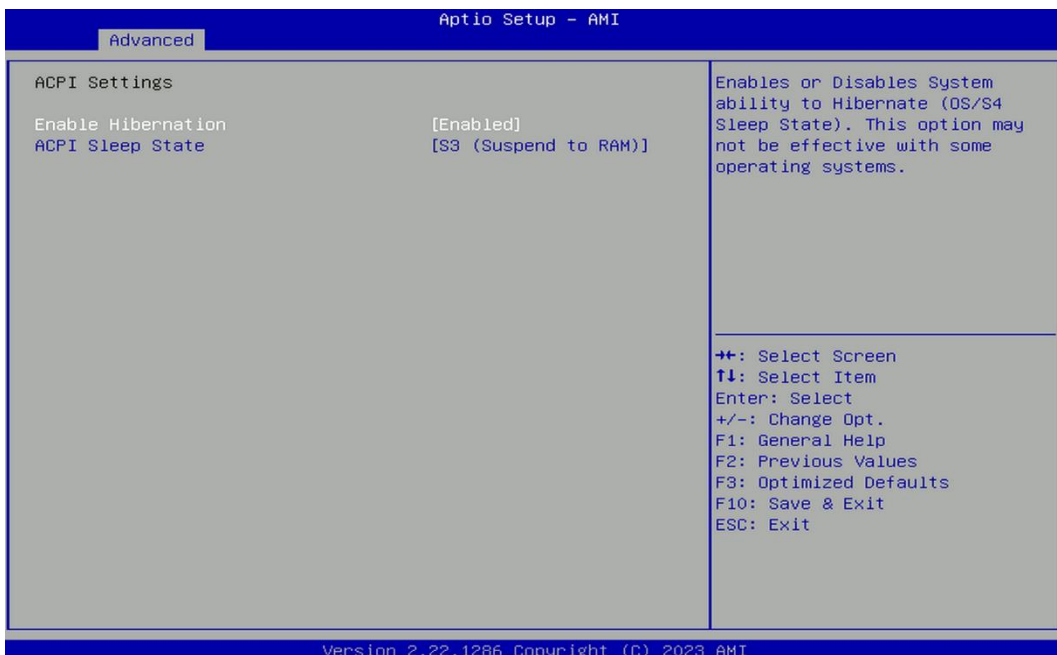 Aptio Setup - AMI
Advanced
ACPI Settings
Enable Hibernation [Enabled]
ACPI Sleep State [S3 (Suspend to RAM)]
Enables or Disables System
ability to Hibernate (OS/S4
Sleep State). This option may
not be effective with some
operating systems.
→←: Select Screen
↑↓: Select Item
Enter: Select
+/-: Change Opt.
F1: General Help
F2: Previous Values
F3: Optimized Defaults
F10: Save & Exit
ESC: Exit
Version 2.22.1286 Copyright (C) 2023 AMI